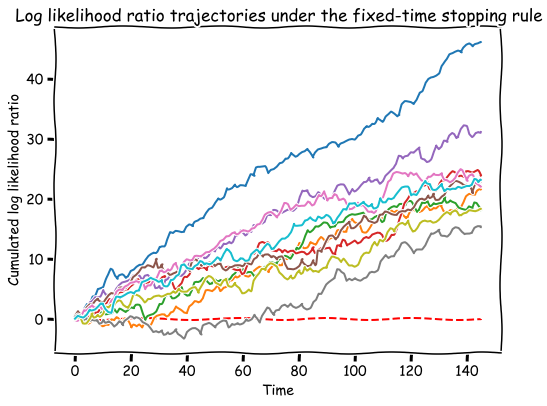 Log likelihood ratio trajectories under the fixed-time stopping rule
Cumulated log likelihood ratio
40
30
20
10
0
0 20 40 60 80 100 120 140
Time